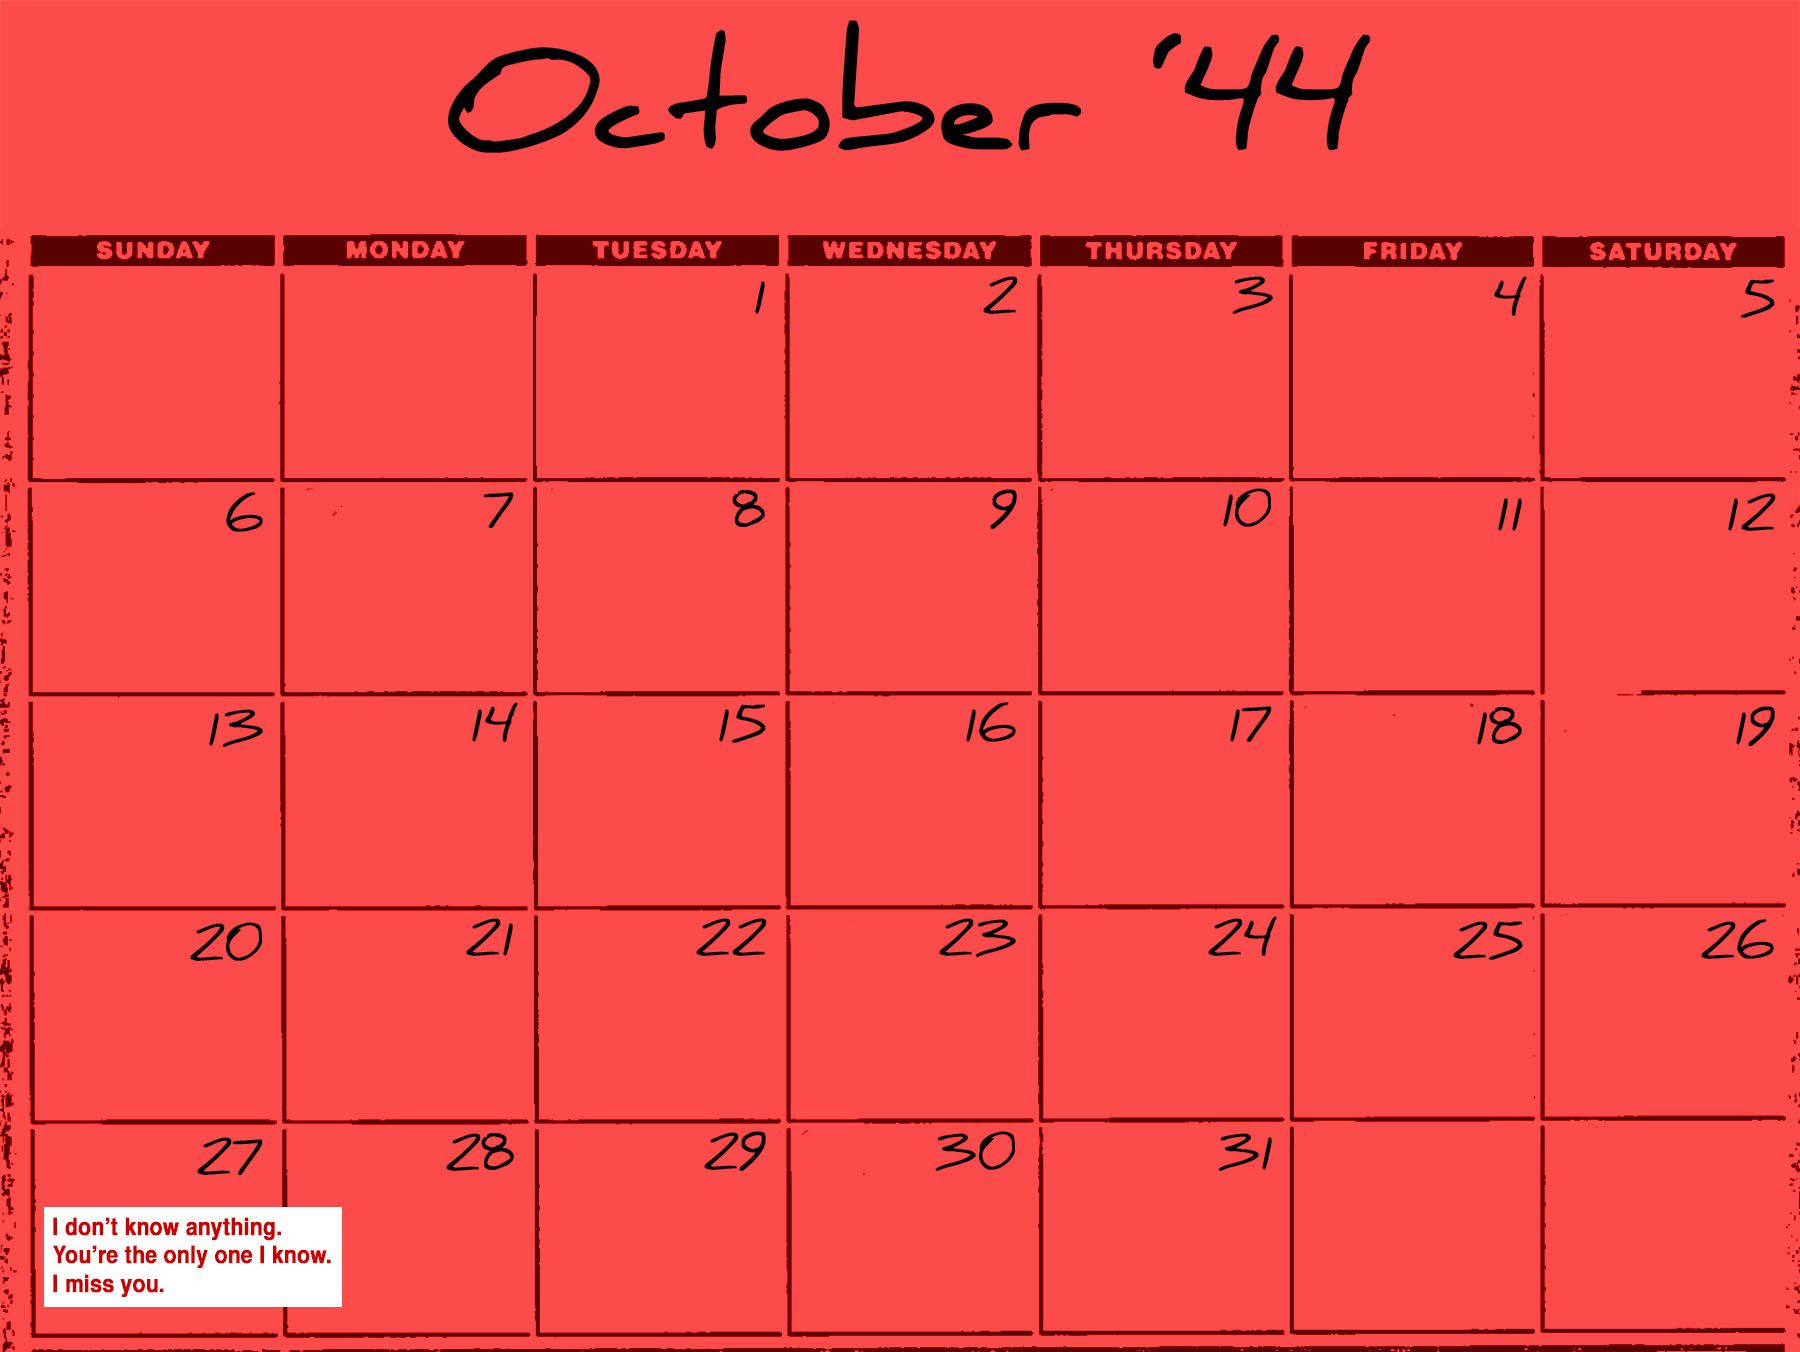 October '44
SUNDAY MONDAY TUESDAY WEDNESDAY THURSDAY FRIDAY SATURDAY
1 2 3 4 5
6 7 8 9 10 11 12
13 14 15 16 17 18 19
20 21 22 23 24 25 26
27 28 29 30 31
I don't know anything.
You're the only one I know.
I miss you.